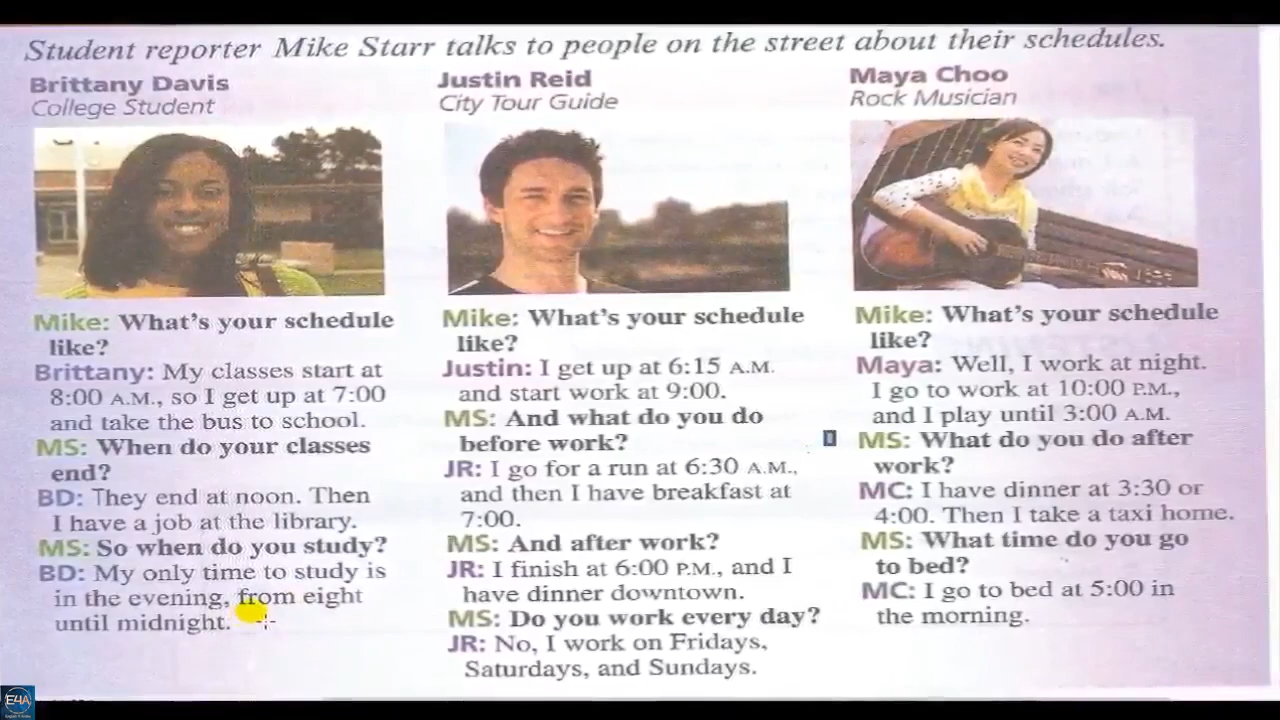 Student reporter Mike Starr talks to people on the street about their schedules.
Brittany Davis
College Student
Mike: What's your schedule
like?
Brittany: My classes start at
8:00 A.M., so I get up at 7:00
and take the bus to school.
MS: When do your classes
end?
BD: They end at noon. Then
I have a job at the library.
MS: So when do you study?
BD: My only time to study is
in the evening, from eight
until midnight.
Justin Reid
City Tour Guide
Mike: What's your schedule
like?
Justin: I get up at 6:15 A.M.
and start work at 9:00.
MS: And what do you do
before work?
JR: I go for a run at 6:30 A.M.,
and then I have breakfast at
7:00.
MS: And after work?
JR: I finish at 6:00 P.M., and I
have dinner downtown.
MS: Do you work every day?
JR: No, I work on Fridays,
Saturdays, and Sundays.
Maya Choo
Rock Musician
Mike: What's your schedule
like?
Maya: Well, I work at night.
I go to work at 10:00 P.M.,
and I play until 3:00 A.M.
MS: What do you do after
work?
MC: I have dinner at 3:30 or
4:00. Then I take a taxi home.
MS: What time do you go
to bed?
MC: I go to bed at 5:00 in
the morning.
E4A